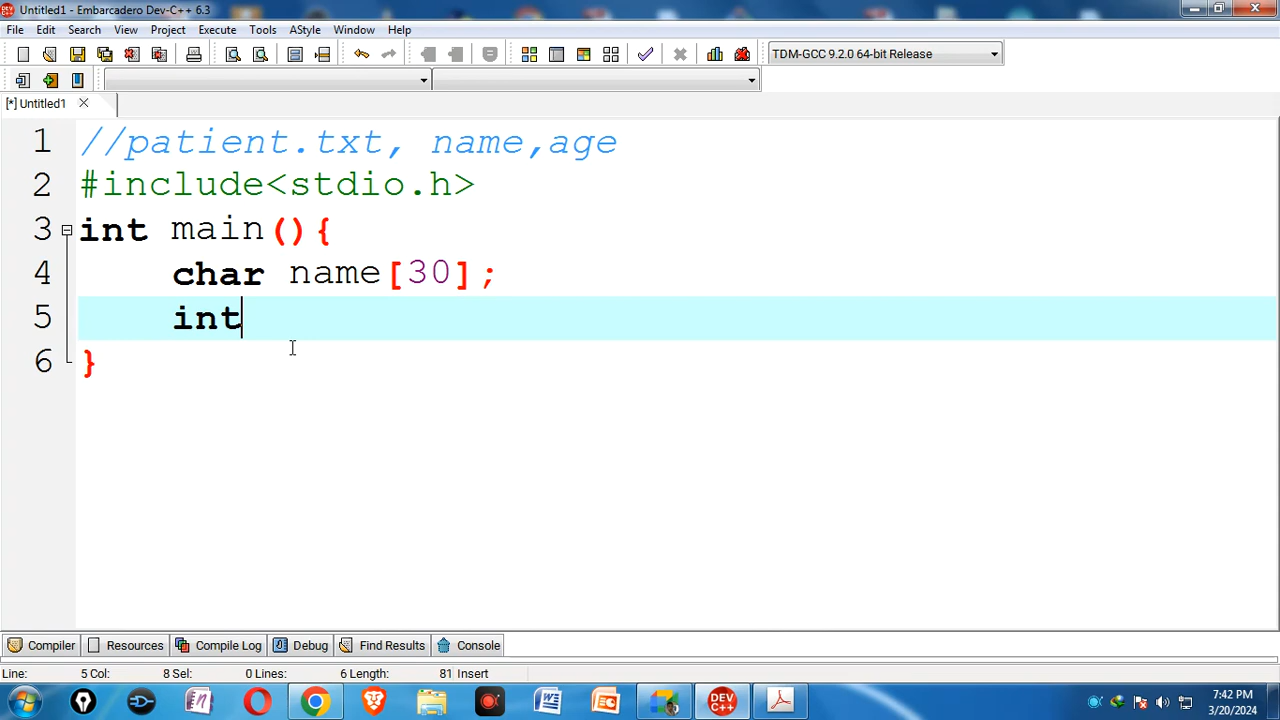 Untitled1 - Embarcadero Dev-C++ 6.3
File Edit Search View Project Execute Tools AStyle Window Help
TDM-GCC 9.2.0 64-bit Release
[*] Untitled1
1 //patient.txt, name,age
2 #include<stdio.h>
3 int main(){
4 char name[30];
5 int
6 }
Compiler Resources Compile Log Debug Find Results Console
Line: 5 Col: 8 Sel: 0 Lines: 6 Length: 81 Insert
DEV C++
7:42 PM
3/20/2024